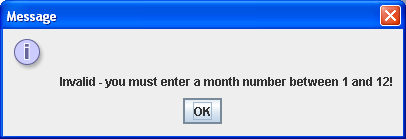 Message
Invalid - you must enter a month number between 1 and 12!
OK